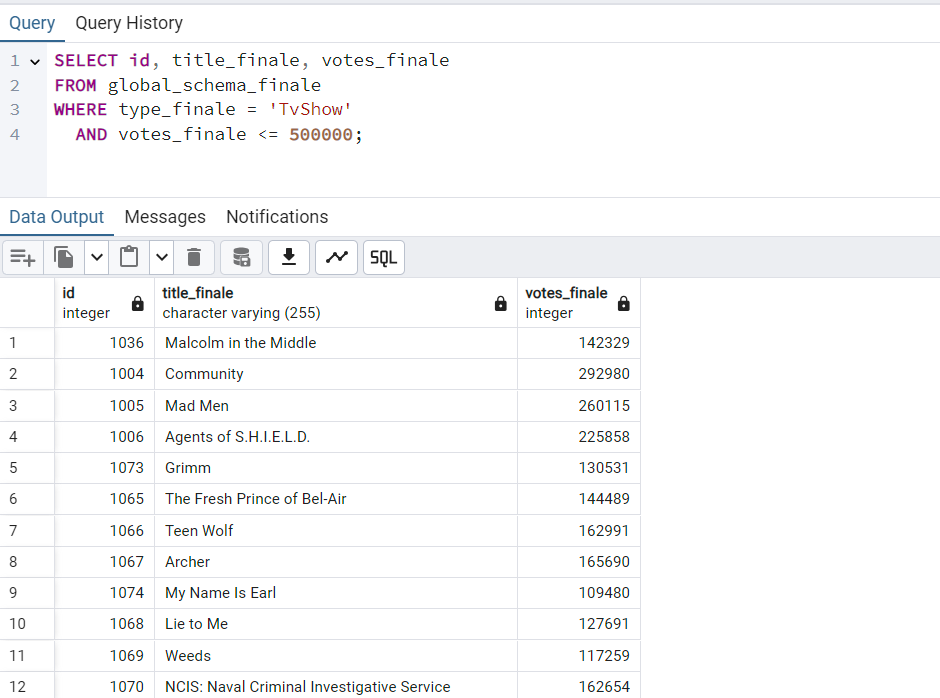 Query Query History
1 SELECT id, title_finale, votes_finale
2 FROM global_schema_finale
3 WHERE type_finale = 'TvShow'
4 AND votes_finale <= 500000;
Data Output Messages Notifications
SQL
id title_finale votes_finale
integer character varying (255) integer
1 1036 Malcolm in the Middle 142329
2 1004 Community 292980
3 1005 Mad Men 260115
4 1006 Agents of S.H.I.E.L.D. 225858
5 1073 Grimm 130531
6 1065 The Fresh Prince of Bel-Air 144489
7 1066 Teen Wolf 162991
8 1067 Archer 165690
9 1074 My Name Is Earl 109480
10 1068 Lie to Me 127691
11 1069 Weeds 117259
12 1070 NCIS: Naval Criminal Investigative Service 162654